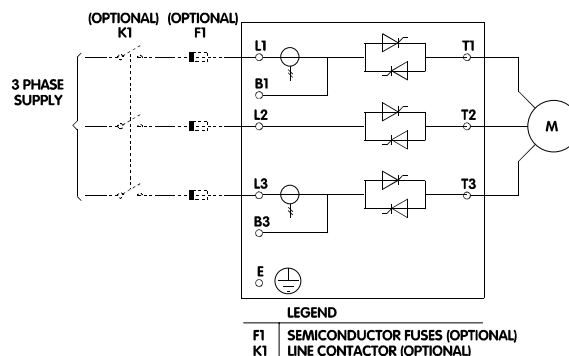 (OPTIONAL) (OPTIONAL)
K1 F1
L1 T1
3 PHASE
SUPPLY
B1
L2 T2
M
L3 T3
B3
E
LEGEND
F1 SEMICONDUCTOR FUSES (OPTIONAL)
K1 LINE CONTACTOR (OPTIONAL)